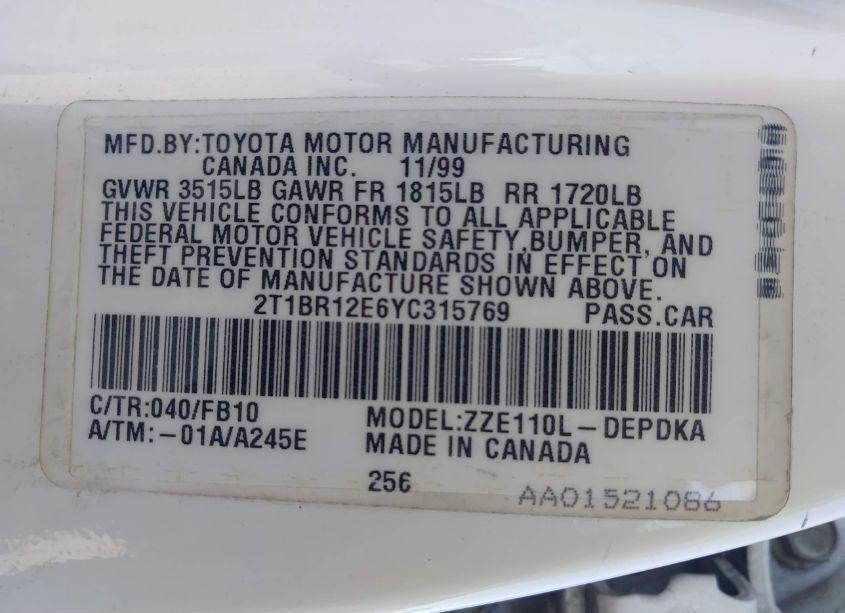 MFD.BY:TOYOTA MOTOR MANUFACTURING
CANADA INC. 11/99
GVWR 3515LB GAWR FR 1815LB RR 1720LB
THIS VEHICLE CONFORMS TO ALL APPLICABLE
FEDERAL MOTOR VEHICLE SAFETY,BUMPER, AND
THEFT PREVENTION STANDARDS IN EFFECT ON
THE DATE OF MANUFACTURE SHOWN ABOVE.
2T1BR12E6YC315769 PASS.CAR
C/TR:040/FB10 MODEL:ZZE110L-DEPDKA
A/TM:-01A/A245E MADE IN CANADA
256
AA01521086